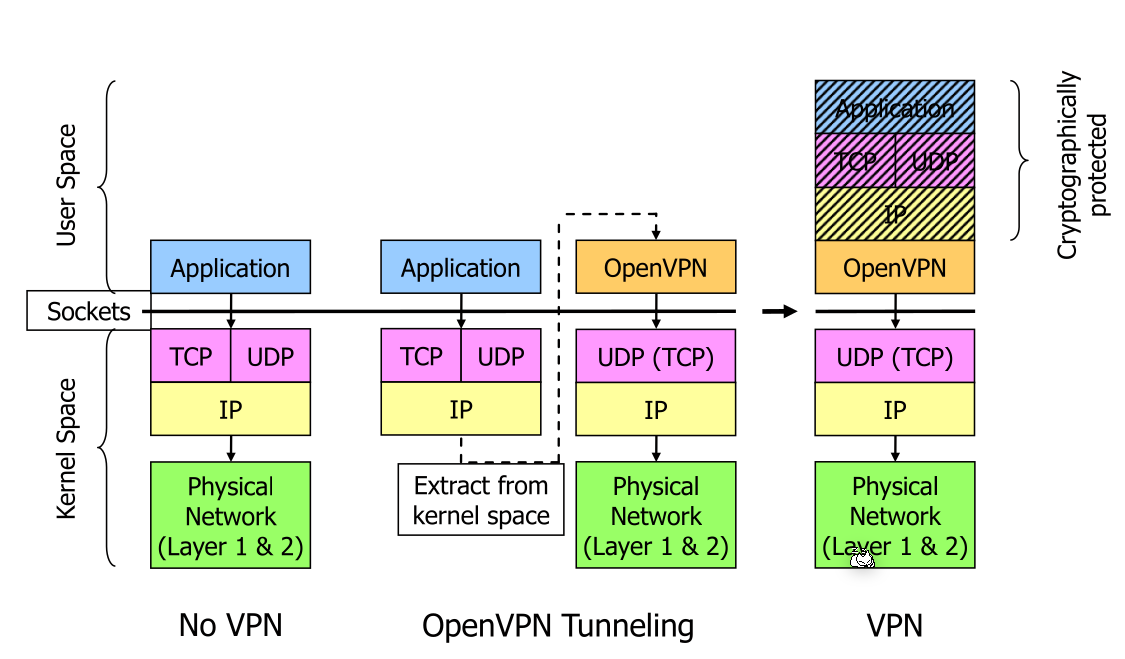 User Space
Kernel Space
Sockets
Application
TCP UDP
IP
Physical
Network
(Layer 1 & 2)
No VPN
Application
TCP UDP
IP
Extract from
kernel space
OpenVPN
UDP (TCP)
IP
Physical
Network
(Layer 1 & 2)
OpenVPN Tunneling
Application
TCP UDP
IP
OpenVPN
UDP (TCP)
IP
Physical
Network
(Layer 1 & 2)
VPN
Cryptographically
protected